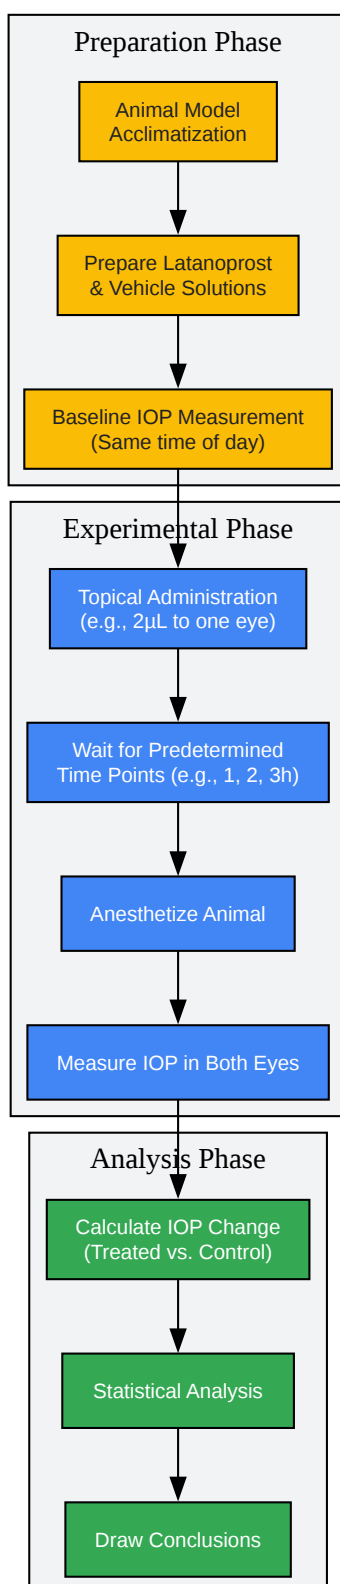 Preparation Phase
Animal Model
Acclimatization
Prepare Latanoprost
& Vehicle Solutions
Baseline IOP Measurement
(Same time of day)
Experimental Phase
Topical Administration
(e.g., 2µL to one eye)
Wait for Predetermined
Time Points (e.g., 1, 2, 3h)
Anesthetize Animal
Measure IOP in Both Eyes
Analysis Phase
Calculate IOP Change
(Treated vs. Control)
Statistical Analysis
Draw Conclusions